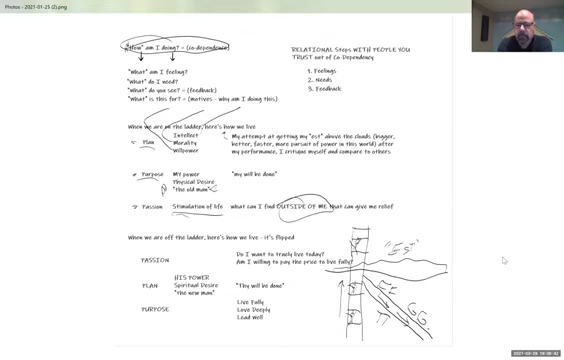 Photos - 2021-01-25 (2).png
"How" am I doing? = (co-dependence)
RELATIONAL Steps WITH PEOPLE YOU
TRUST out of Co-Dependency
"What" am I feeling?
"What" do I need?
"What" do you see? = (feedback)
"What" is this for? = (motives - why am I doing this)
1. Feelings
2. Needs
3. Feedback
When we are on the ladder, here's how we live
Plan
Intellect
Morality
Willpower
My attempt at getting my "est" above the clouds (bigger,
better, faster, more pursuit of power in this world) after
my performance, I critique myself and compare to others
Purpose
MY power
Physical Desire
"the old man"
"my will be done"
Passion
Stimulation of life
what can I find OUTSIDE OF ME that can give me relief
When we are off the ladder, here's how we live - it's flipped
PASSION
Do I want to truely live today?
Am I willing to pay the price to live fully?
PLAN
HIS POWER
Spiritual Desire
"the new man"
"Thy will be done"
PURPOSE
Live Fully
Love Deeply
Lead Well
"EST"